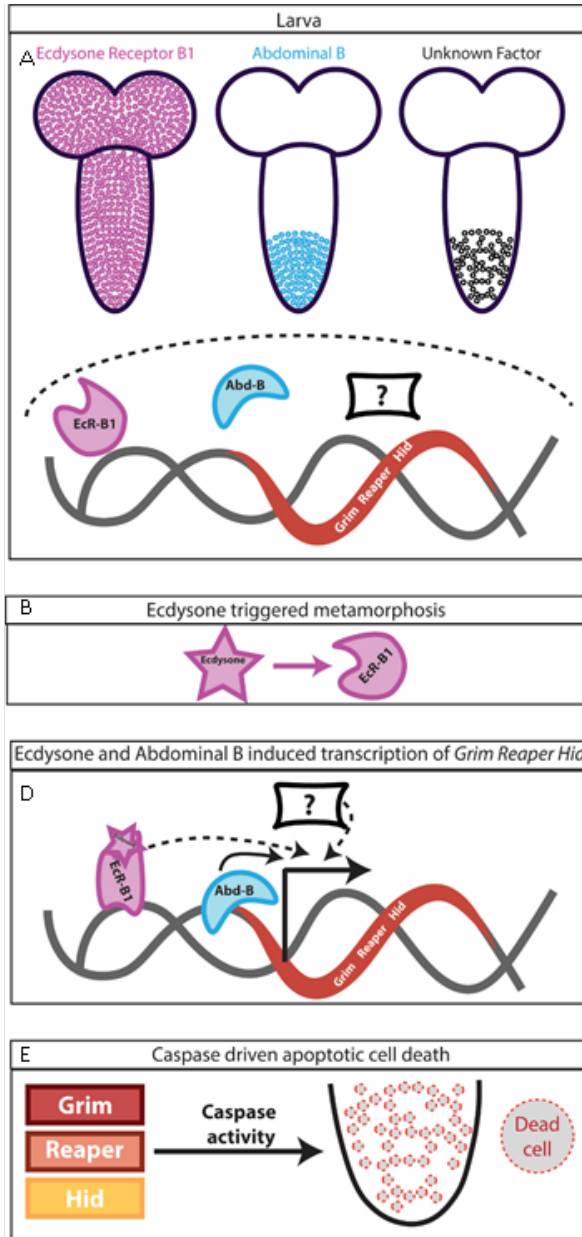 Larva
A
Ecdysone Receptor B1
Abdominal B
Unknown Factor
EcR-B1
Abd-B
?
Grim Reaper Hid
B
Ecdysone triggered metamorphosis
Ecdysone
EcR-B1
Ecdysone and Abdominal B induced transcription of Grim Reaper Hid
D
?
EcR-B1
Abd-B
Grim Reaper Hid
E
Caspase driven apoptotic cell death
Grim
Reaper
Hid
Caspase
activity
Dead
cell